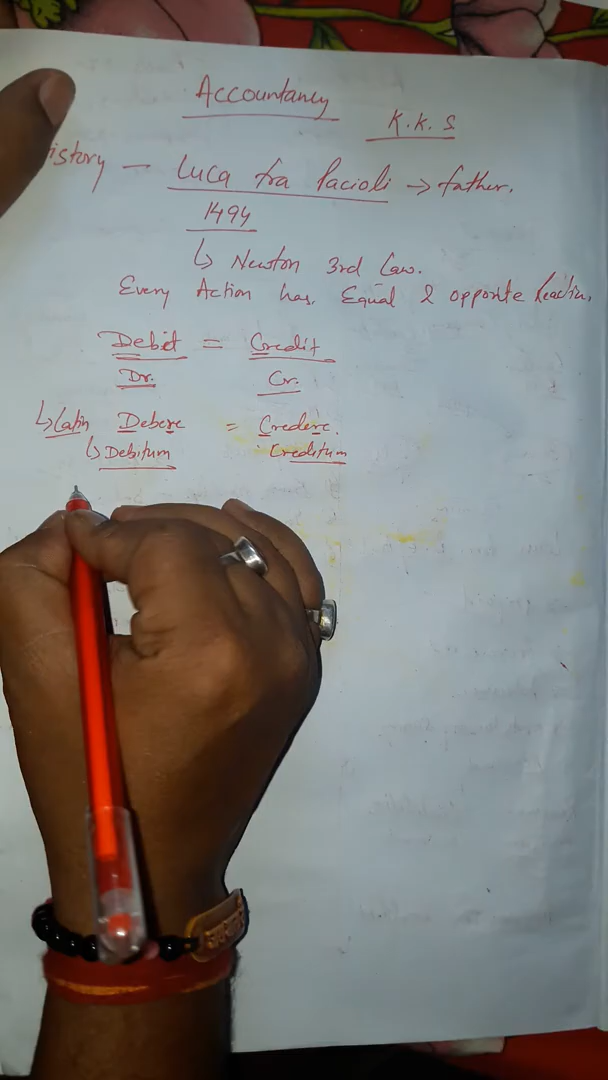 Accountancy
K.K.S
istory - Luca fra Pacioli → father.
1494
↳ Newton 3rd Law.
Every Action has. Equal & opposite Reaction.
Debit = Credit
Dr. Cr.
↳ Latin Debere = Credere.
↳ Debitum Creditum